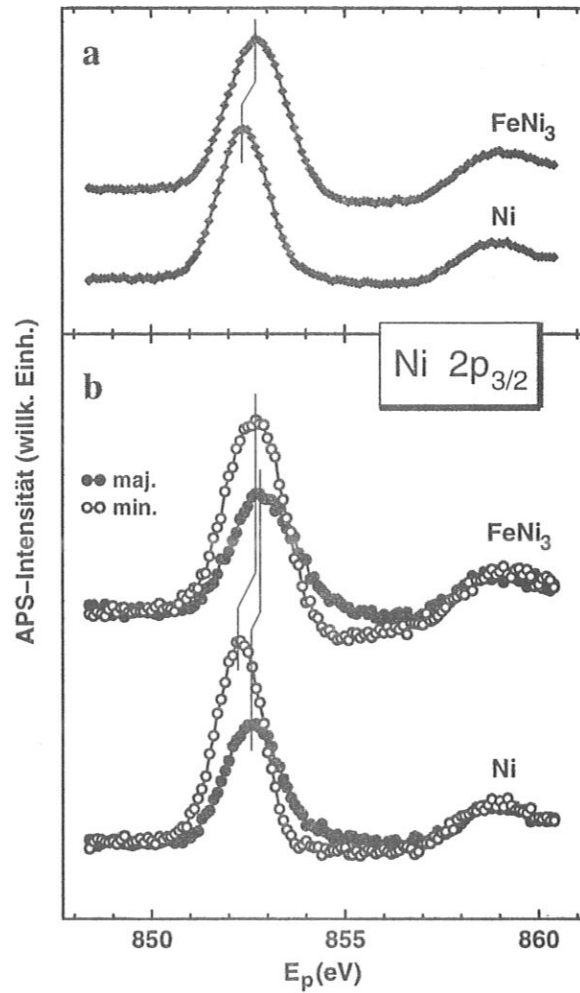 a
FeNi₃
Ni
Ni 2p₃/₂
b
maj.
min.
FeNi₃
Ni
APS–Intensität (willk. Einh.)
850 855 860
Eₚ(eV)